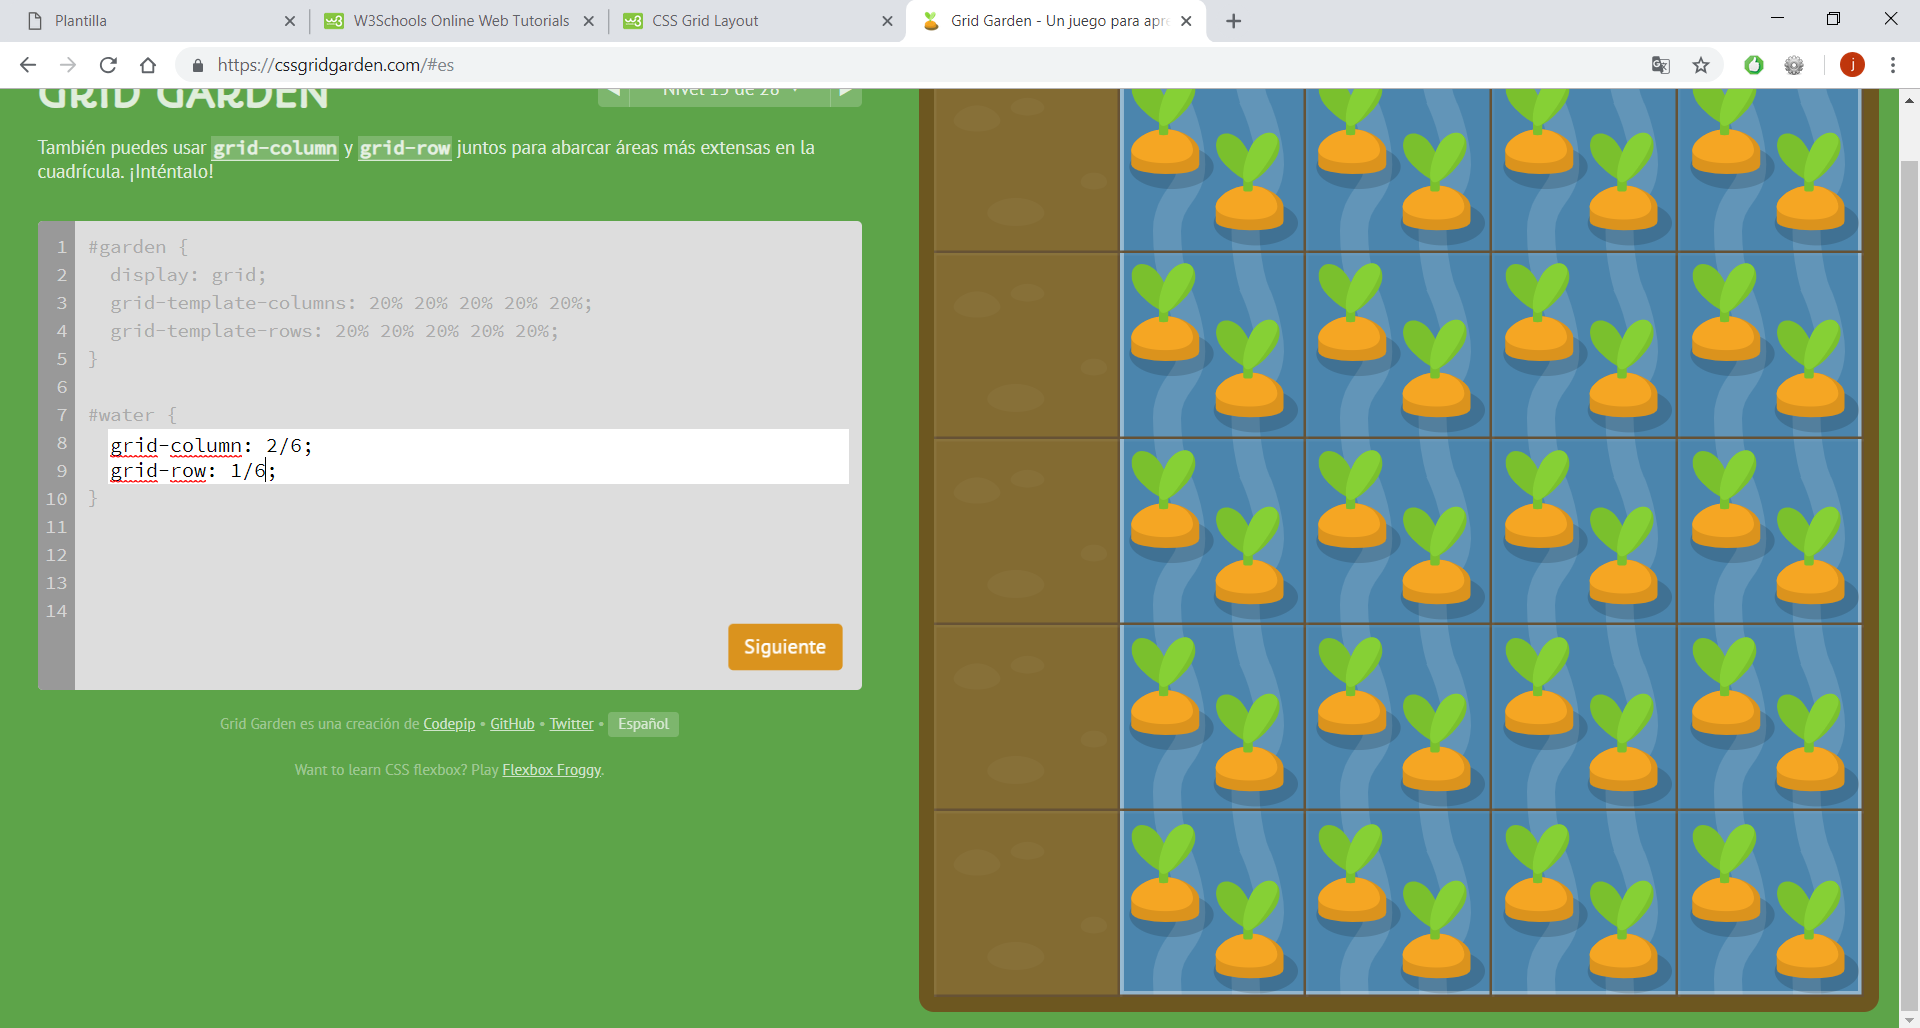 Plantilla
W3Schools Online Web Tutorials
CSS Grid Layout
Grid Garden - Un juego para apre
https://cssgridgarden.com/#es
j
GRID GARDEN
Nivel 15 de 28
También puedes usar grid-column y grid-row juntos para abarcar áreas más extensas en la
cuadrícula. ¡Inténtalo!
1 #garden {
2 display: grid;
3 grid-template-columns: 20% 20% 20% 20% 20%;
4 grid-template-rows: 20% 20% 20% 20% 20%;
5 }
6
7 #water {
8 grid-column: 2/6;
9 grid-row: 1/6;
10 }
11
12
13
14
Siguiente
Grid Garden es una creación de Codepip • GitHub • Twitter • Español
Want to learn CSS flexbox? Play Flexbox Froggy.